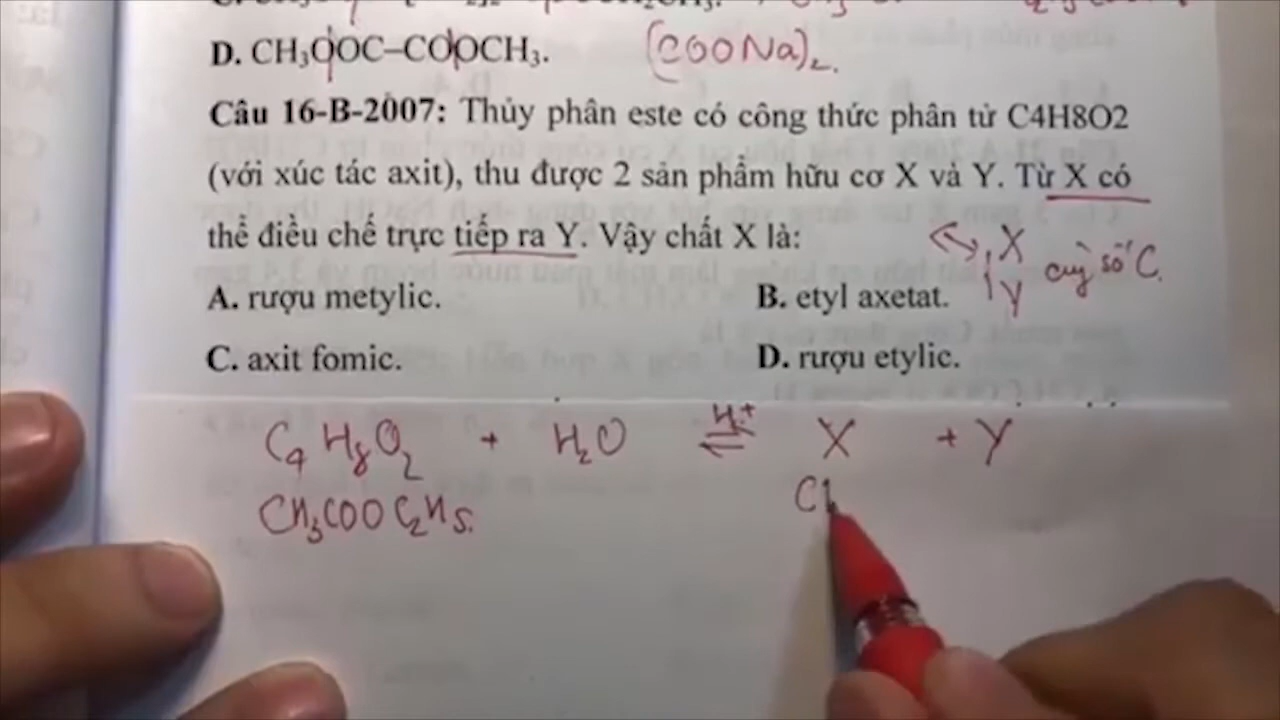 D. CH₃OOC–COOCH₃. (COONa)₂.
Câu 16-B-2007: Thủy phân este có công thức phân tử C4H8O2
(với xúc tác axit), thu được 2 sản phẩm hữu cơ X và Y. Từ X có
thể điều chế trực tiếp ra Y. Vậy chất X là:
X
Y cùng số C.
A. rượu metylic. B. etyl axetat.
C. axit fomic. D. rượu etylic.
C₄H₈O₂ + H₂O ⇌ H⁺ X + Y
CH₃COOC₂H₅. CH